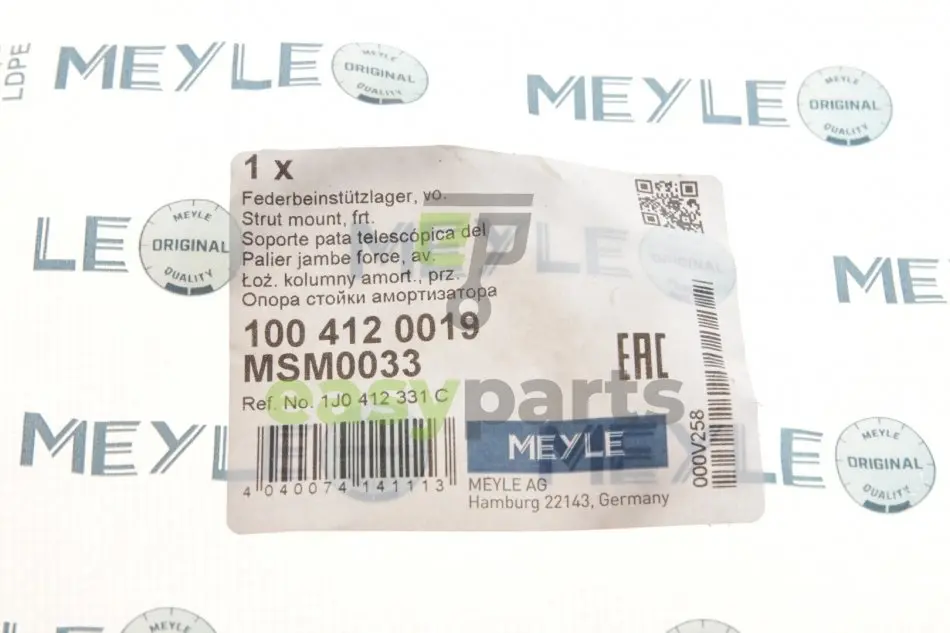 LDPE
MEYLE
MEYLE
ORIGINAL
QUALITY
MEYLE
MEYLE
ORIGINAL
QUALITY
LE
MEYLE
ORIGINAL
QUALITY
1 x
Federbeinstützlager, vo.
Strut mount, frt.
Soporte pata telescópica del
Palier jambe force, av.
Łoż. kolumny amort., prz.
Опора стойки амортизатора
100 412 0019
MSM0033
Ref. No. 1J0 412 331 C
EAC
easyparts
4 040074 141113
MEYLE
MEYLE AG
Hamburg 22143, Germany
000V258
ME
MEYLE
MEYLE
MEYLE
ORIGINAL
QUALITY
MEYLE